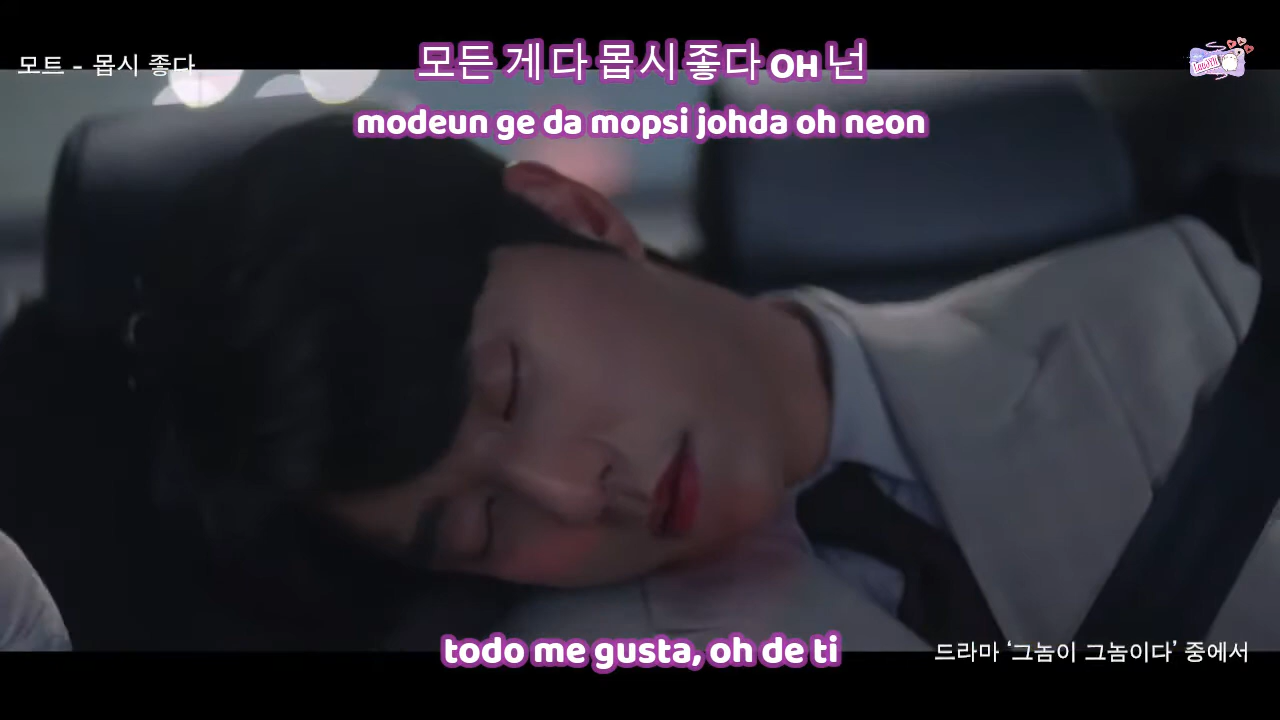 모트 - 몹시 좋다
모든 게 다 몹시 좋다 OH 넌
modeun ge da mopsi johda oh neon
todo me gusta, oh de ti
드라마 ‘그놈이 그놈이다’ 중에서